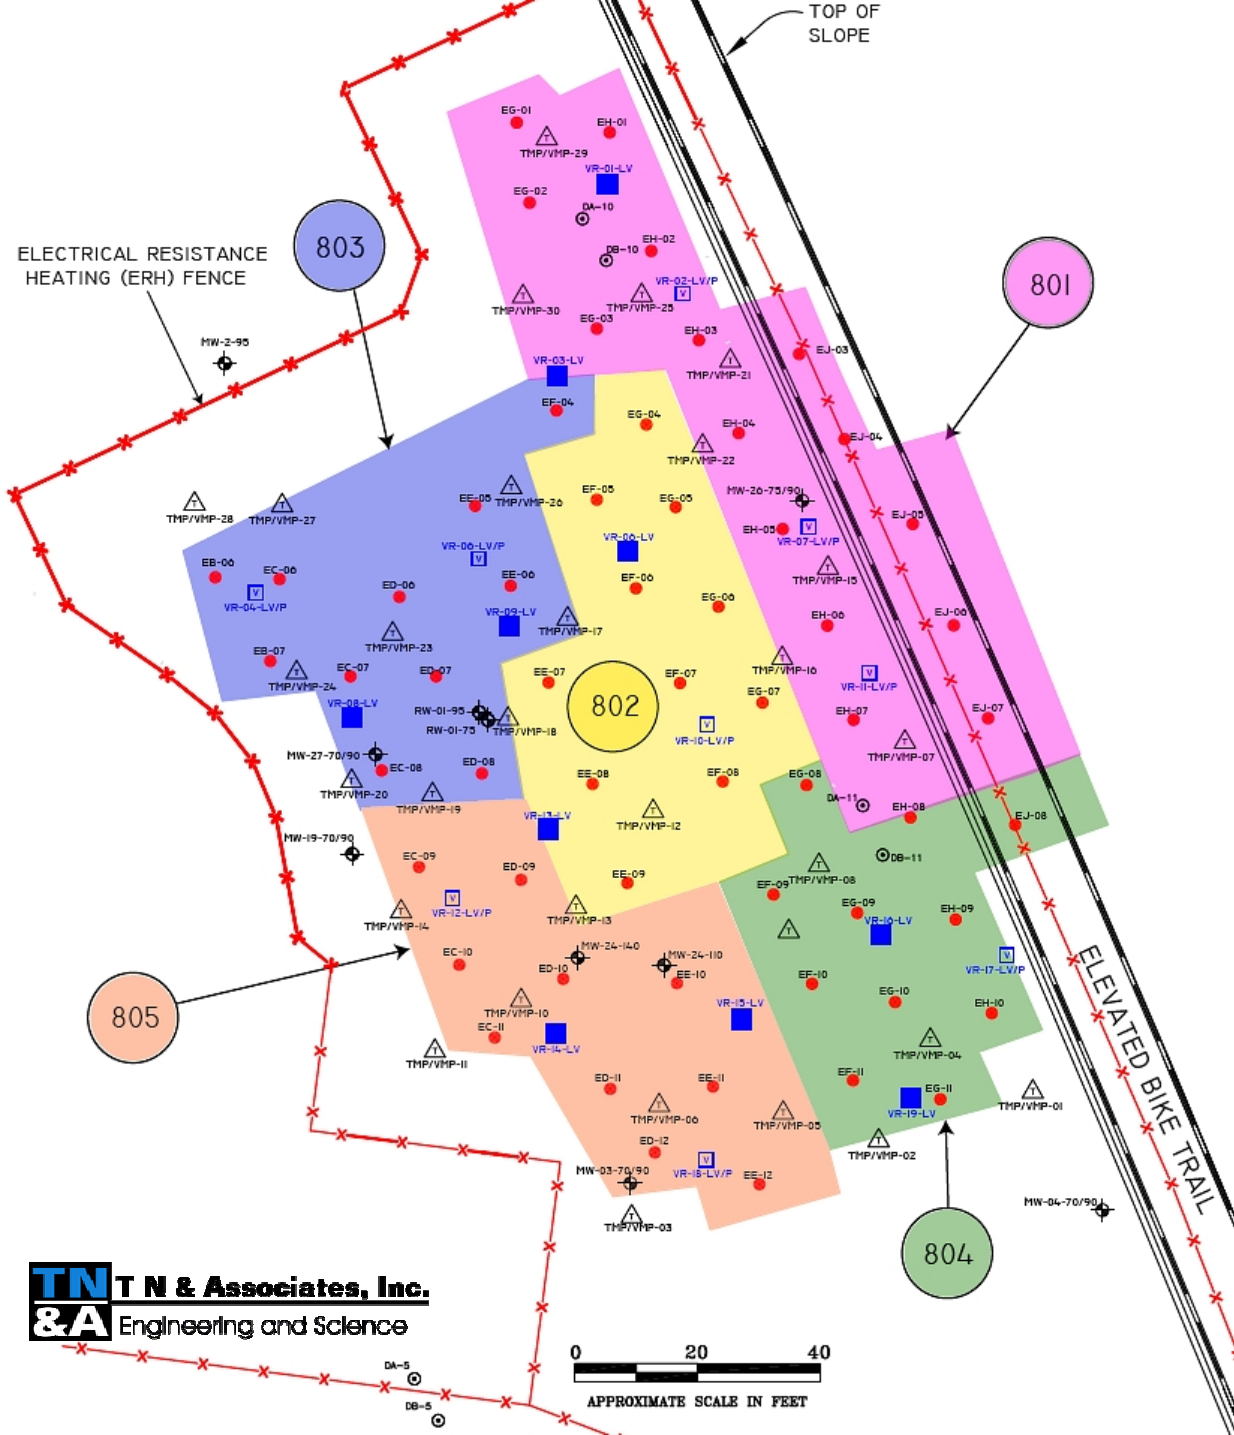 TOP OF
SLOPE
EG-01
EH-01
TMP/VMP-29
VR-01-LV
EG-02
DA-10
EH-02
DB-10
803
ELECTRICAL RESISTANCE
HEATING (ERH) FENCE
801
VR-02-LV/P
V
TMP/VMP-30
TMP/VMP-25
EG-03
EH-03
MW-2-95
EJ-03
VR-03-LV
TMP/VMP-21
EF-04
EG-04
EH-04
EJ-04
TMP/VMP-22
EE-05
TMP/VMP-26
EF-05
EG-05
MW-26-75/90
TMP/VMP-28
TMP/VMP-27
EH-05
EJ-05
VR-06-LV
VR-07-LV/P
V
VR-06-LV/P
V
EB-06
EC-06
ED-06
EE-06
EF-06
TMP/VMP-15
V
VR-04-LV/P
EG-06
VR-09-LV
TMP/VMP-17
EH-06
EJ-06
TMP/VMP-23
EB-07
EC-07
ED-07
EE-07
EF-07
TMP/VMP-16
TMP/VMP-24
VR-11-LV/P
V
EG-07
VR-08-LV
802
RW-01-95
RW-01-75
TMP/VMP-18
EH-07
EJ-07
V
VR-10-LV/P
TMP/VMP-07
MW-27-70/90
EC-08
ED-08
EE-08
EF-08
EG-08
TMP/VMP-20
TMP/VMP-19
DA-11
EH-08
EJ-08
VR-13-LV
TMP/VMP-12
MW-19-70/90
EC-09
ED-09
EE-09
DB-11
TMP/VMP-08
EF-09
V
VR-12-LV/P
EG-09
EH-09
TMP/VMP-14
TMP/VMP-13
VR-16-LV
MW-24-140
MW-24-110
EC-10
ED-10
EE-10
EF-10
V
VR-17-LV/P
ELEVATED BIKE TRAIL
805
TMP/VMP-10
VR-15-LV
EG-10
EH-10
EC-11
VR-14-LV
TMP/VMP-11
TMP/VMP-04
ED-11
EE-11
EF-11
EG-11
VR-19-LV
TMP/VMP-01
TMP/VMP-06
TMP/VMP-05
ED-12
TMP/VMP-02
MW-03-70/90
V
VR-18-LV/P
EE-12
TMP/VMP-03
MW-04-70/90
804
TN
&A
T N & Associates, Inc.
Engineering and Science
0 20 40
APPROXIMATE SCALE IN FEET
DA-5
DB-5